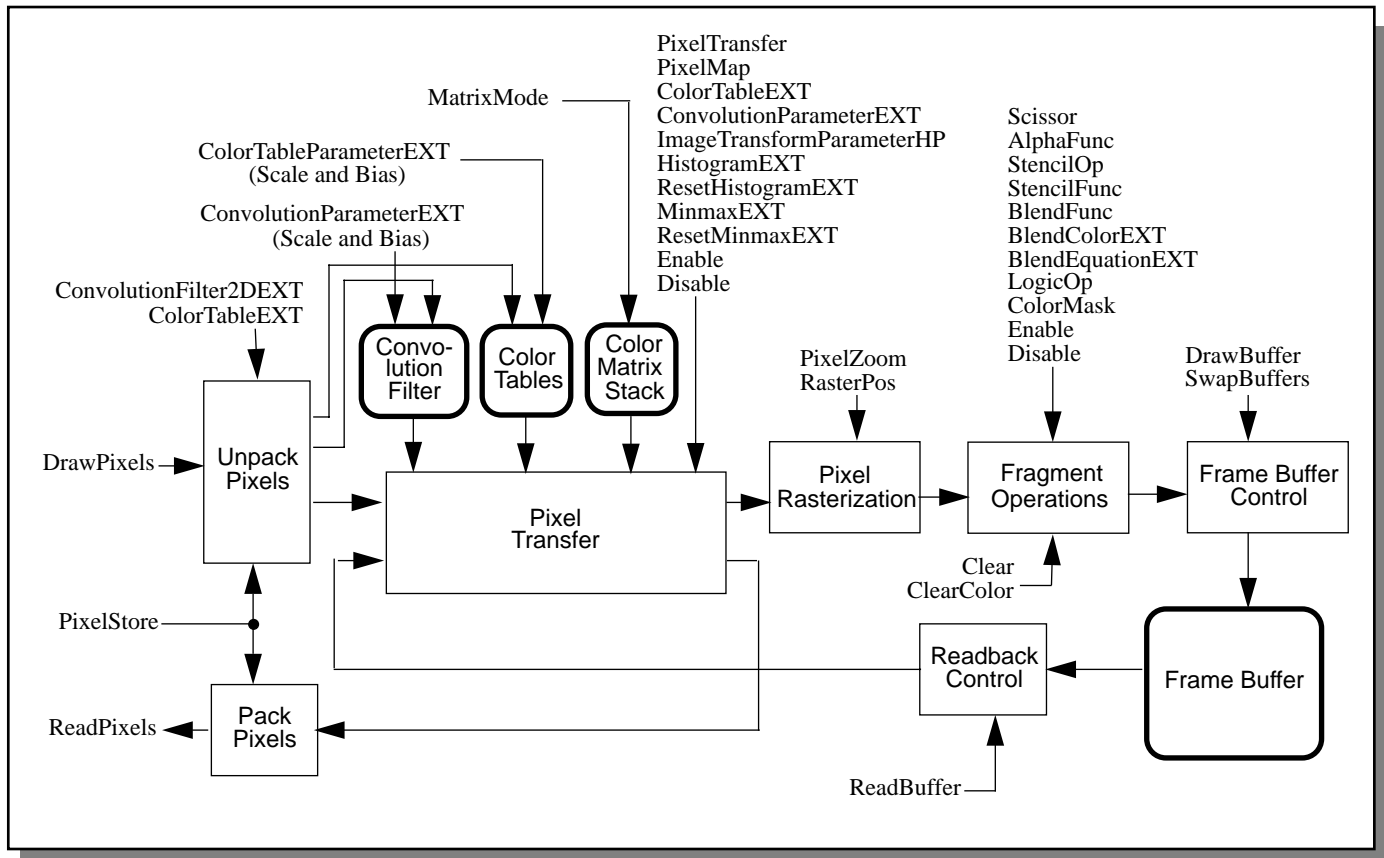 PixelTransfer
PixelMap
ColorTableEXT
ConvolutionParameterEXT
ImageTransformParameterHP
HistogramEXT
ResetHistogramEXT
MinmaxEXT
ResetMinmaxEXT
Enable
Disable
MatrixMode
ColorTableParameterEXT
(Scale and Bias)
ConvolutionParameterEXT
(Scale and Bias)
ConvolutionFilter2DEXT
ColorTableEXT
Scissor
AlphaFunc
StencilOp
StencilFunc
BlendFunc
BlendColorEXT
BlendEquationEXT
LogicOp
ColorMask
Enable
Disable
Convo-
lution
Filter
Color
Tables
Color
Matrix
Stack
PixelZoom
RasterPos
DrawBuffer
SwapBuffers
DrawPixels
Unpack
Pixels
Pixel
Transfer
Pixel
Rasterization
Fragment
Operations
Frame Buffer
Control
Clear
ClearColor
PixelStore
Readback
Control
Frame Buffer
ReadPixels
Pack
Pixels
ReadBuffer